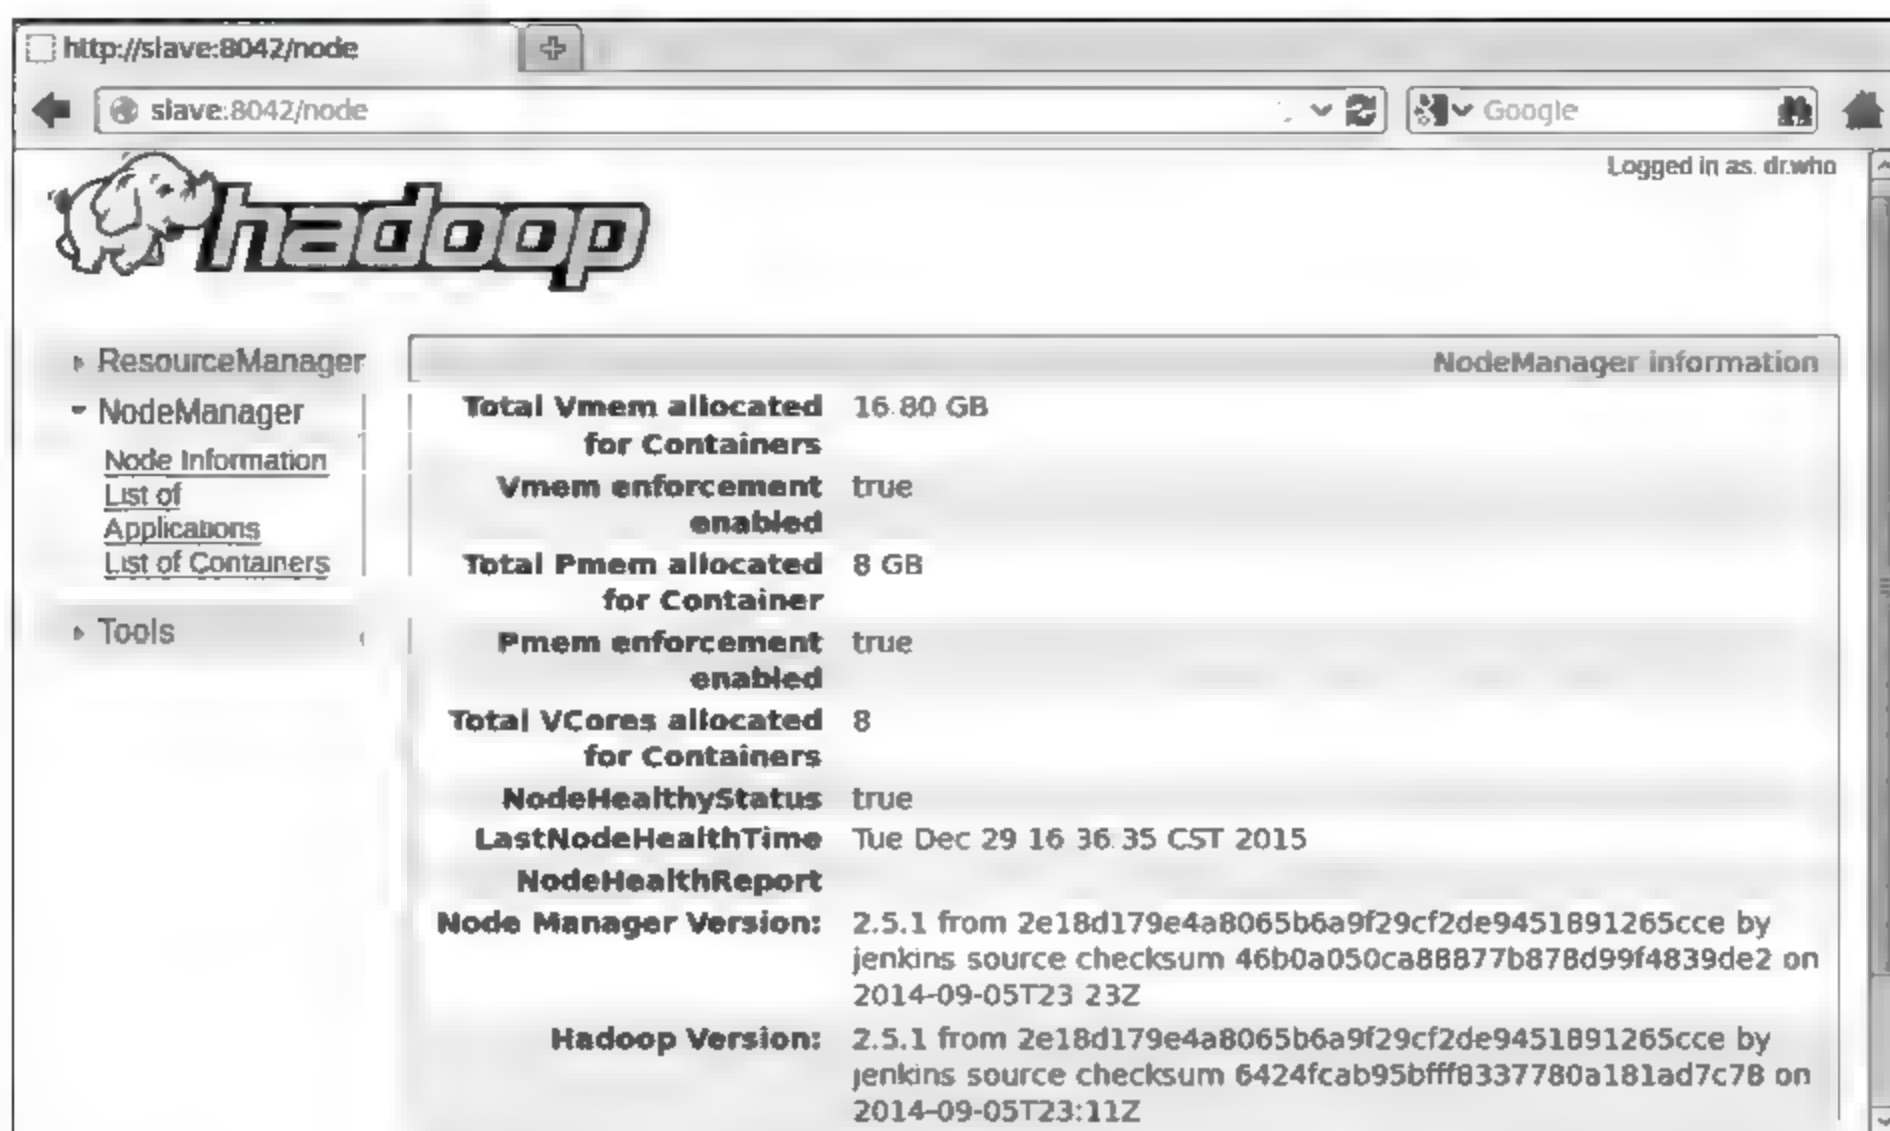 http://slave:8042/node
slave:8042/node
Google
Logged in as: dr.who
hadoop
ResourceManager
NodeManager
Node Information
List of
Applications
List of Containers
Tools
NodeManager information
Total Vmem allocated for Containers 16.80 GB
Vmem enforcement enabled true
Total Pmem allocated for Container 8 GB
Pmem enforcement enabled true
Total VCores allocated for Containers 8
NodeHealthyStatus true
LastNodeHealthTime Tue Dec 29 16:36:35 CST 2015
NodeHealthReport
Node Manager Version: 2.5.1 from 2e18d179e4a8065b6a9f29cf2de9451891265cce by
jenkins source checksum 46b0a050ca88877b878d99f4839de2 on
2014-09-05T23:23Z
Hadoop Version: 2.5.1 from 2e18d179e4a8065b6a9f29cf2de9451891265cce by
jenkins source checksum 6424fcab95bfff8337780a181ad7c78 on
2014-09-05T23:11Z